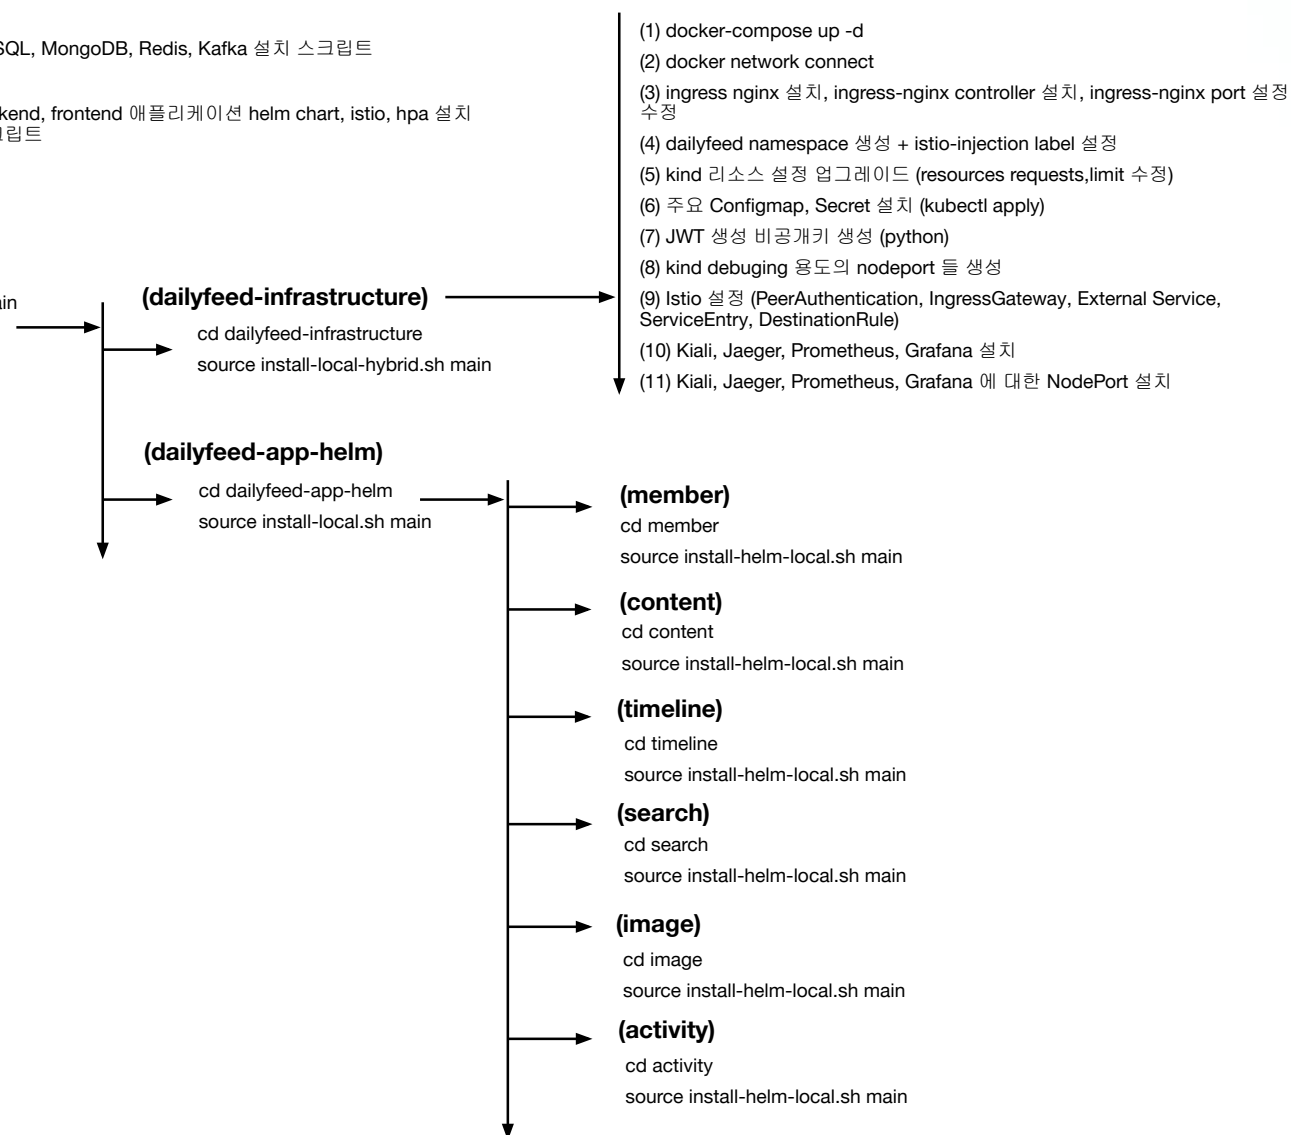 SQL, MongoDB, Redis, Kafka 설치 스크립트
kend, frontend 애플리케이션 helm chart, istio, hpa 설치
립트
ain
(dailyfeed-infrastructure)
cd dailyfeed-infrastructure
source install-local-hybrid.sh main
(1) docker-compose up -d
(2) docker network connect
(3) ingress nginx 설치, ingress-nginx controller 설치, ingress-nginx port 설정
수정
(4) dailyfeed namespace 생성 + istio-injection label 설정
(5) kind 리소스 설정 업그레이드 (resources requests,limit 수정)
(6) 주요 Configmap, Secret 설치 (kubectl apply)
(7) JWT 생성 비공개키 생성 (python)
(8) kind debuging 용도의 nodeport 들 생성
(9) Istio 설정 (PeerAuthentication, IngressGateway, External Service,
ServiceEntry, DestinationRule)
(10) Kiali, Jaeger, Prometheus, Grafana 설치
(11) Kiali, Jaeger, Prometheus, Grafana 에 대한 NodePort 설치
(dailyfeed-app-helm)
cd dailyfeed-app-helm
source install-local.sh main
(member)
cd member
source install-helm-local.sh main
(content)
cd content
source install-helm-local.sh main
(timeline)
cd timeline
source install-helm-local.sh main
(search)
cd search
source install-helm-local.sh main
(image)
cd image
source install-helm-local.sh main
(activity)
cd activity
source install-helm-local.sh main